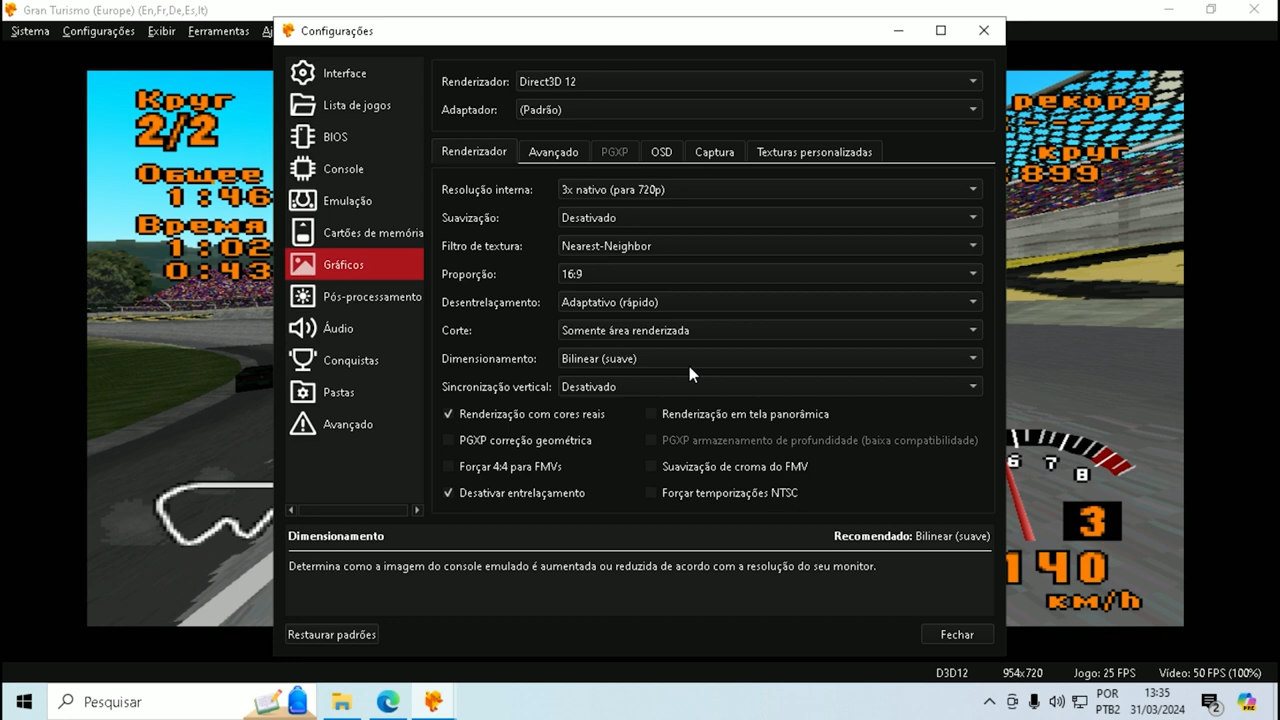 Gran Turismo (Europe) (En,Fr,De,Es,It)
Sistema Configurações Exibir Ferramentas Aj
Configurações
Круг
2/2
Общее
1:46
Время
1:02
0:43
рекорд
-:--.---
круг
899
6 7 8
3
140
км/h
Interface
Lista de jogos
BIOS
Console
Emulação
Cartões de memória
Gráficos
Pós-processamento
Áudio
Conquistas
Pastas
Avançado
Renderizador: Direct3D 12
Adaptador: (Padrão)
Renderizador Avançado PGXP OSD Captura Texturas personalizadas
Resolução interna: 3x nativo (para 720p)
Suavização: Desativado
Filtro de textura: Nearest-Neighbor
Proporção: 16:9
Desentrelaçamento: Adaptativo (rápido)
Corte: Somente área renderizada
Dimensionamento: Bilinear (suave)
Sincronização vertical: Desativado
Renderização com cores reais Renderização em tela panorâmica
PGXP correção geométrica PGXP armazenamento de profundidade (baixa compatibilidade)
Forçar 4:4 para FMVs Suavização de croma do FMV
Desativar entrelaçamento Forçar temporizações NTSC
Dimensionamento Recomendado: Bilinear (suave)
Determina como a imagem do console emulado é aumentada ou reduzida de acordo com a resolução do seu monitor.
Restaurar padrões Fechar
D3D12 954x720 Jogo: 25 FPS Vídeo: 50 FPS (100%)
Pesquisar
POR
PTB2
13:35
31/03/2024
2
PRE